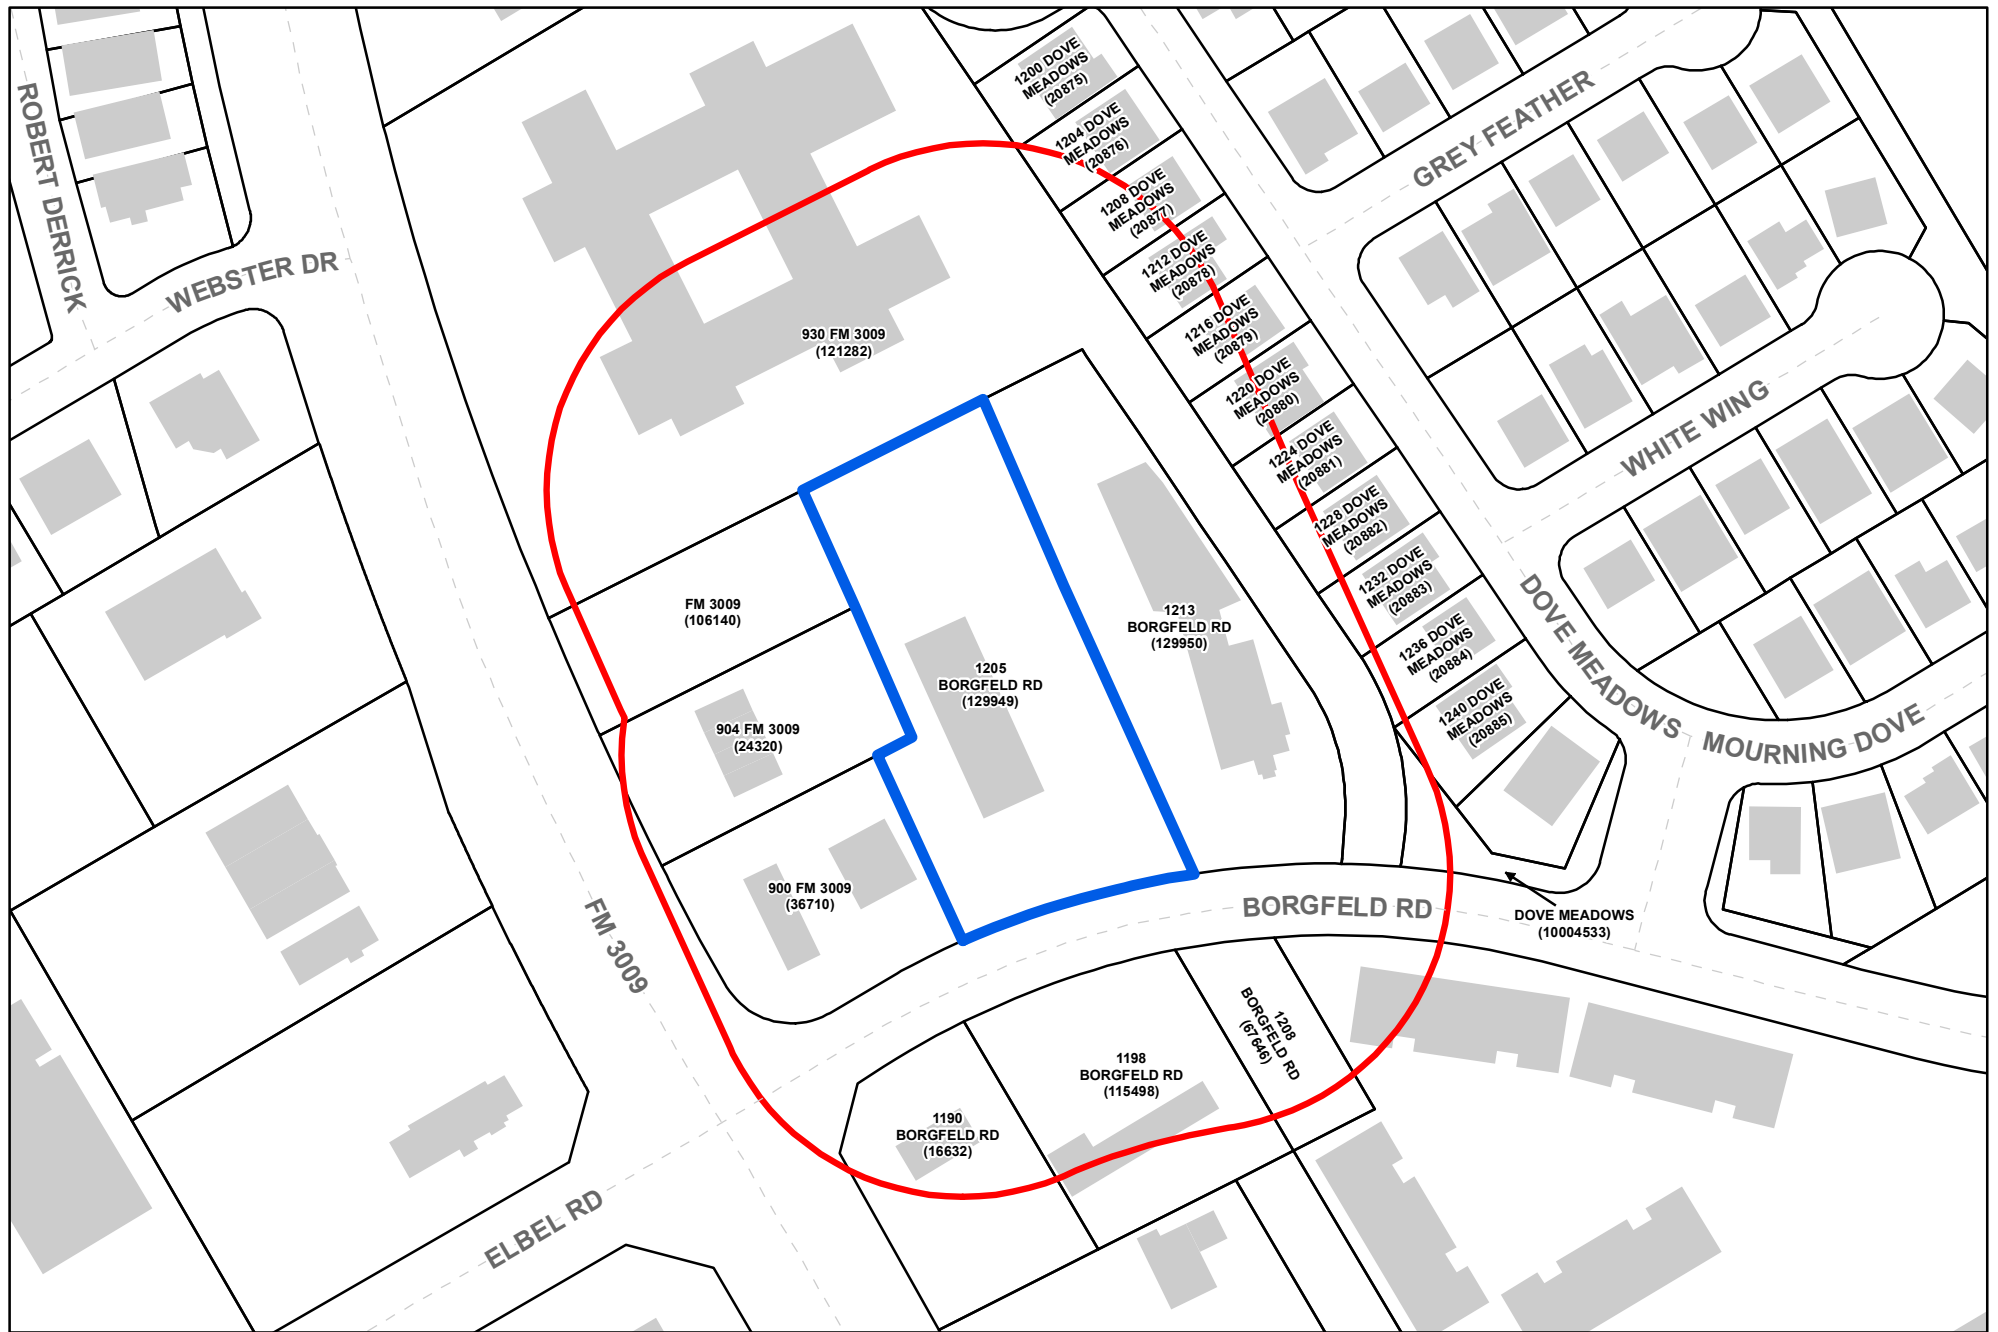 ROBERT DERRICK
WEBSTER DR
GREY FEATHER
WHITE WING
DOVE MEADOWS
MOURNING DOVE
BORGFELD RD
FM 3009
ELBEL RD
1200 DOVE
MEADOWS
(20875)
1204 DOVE
MEADOWS
(20876)
1208 DOVE
MEADOWS
(20877)
1212 DOVE
MEADOWS
(20878)
1216 DOVE
MEADOWS
(20879)
1220 DOVE
MEADOWS
(20880)
1224 DOVE
MEADOWS
(20881)
1228 DOVE
MEADOWS
(20882)
1232 DOVE
MEADOWS
(20883)
1236 DOVE
MEADOWS
(20884)
1240 DOVE
MEADOWS
(20885)
930 FM 3009
(121282)
FM 3009
(106140)
904 FM 3009
(24320)
900 FM 3009
(36710)
1205
BORGFELD RD
(129949)
1213
BORGFELD RD
(129950)
DOVE MEADOWS
(10004533)
1208
BORGFELD RD
(67646)
1198
BORGFELD RD
(115498)
1190
BORGFELD RD
(16632)